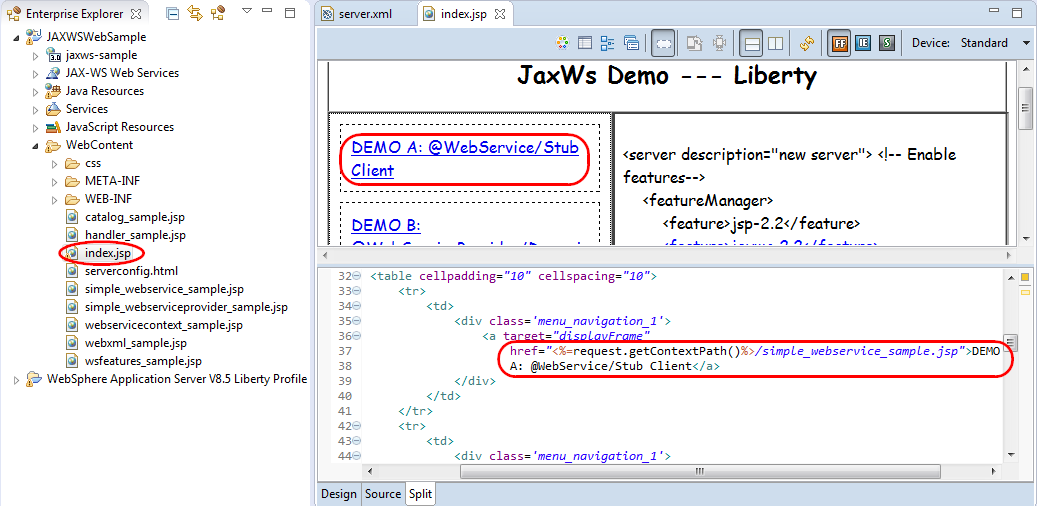 Enterprise Explorer
JAXWSWebSample
jaxws-sample
JAX-WS Web Services
Java Resources
Services
JavaScript Resources
WebContent
css
META-INF
WEB-INF
catalog_sample.jsp
handler_sample.jsp
index.jsp
serverconfig.html
simple_webservice_sample.jsp
simple_webserviceprovider_sample.jsp
webservicecontext_sample.jsp
webxml_sample.jsp
wsfeatures_sample.jsp
WebSphere Application Server V8.5 Liberty Profile
server.xml
index.jsp
Device: Standard
JaxWs Demo --- Liberty
DEMO A: @WebService/Stub
Client
DEMO B:
<server description="new server"> <!-- Enable
features-->
<featureManager>
<feature>jsp-2.2</feature>
32 <table cellpadding="10" cellspacing="10">
33 <tr>
34 <td>
35 <div class='menu_navigation_1'>
36 <a target="displayFrame"
37 href="<%=request.getContextPath()%>/simple_webservice_sample.jsp">DEMO
38 A: @WebService/Stub Client</a>
39 </div>
40 </td>
41 </tr>
42 <tr>
43 <td>
44 <div class='menu_navigation_1'>
Design Source Split